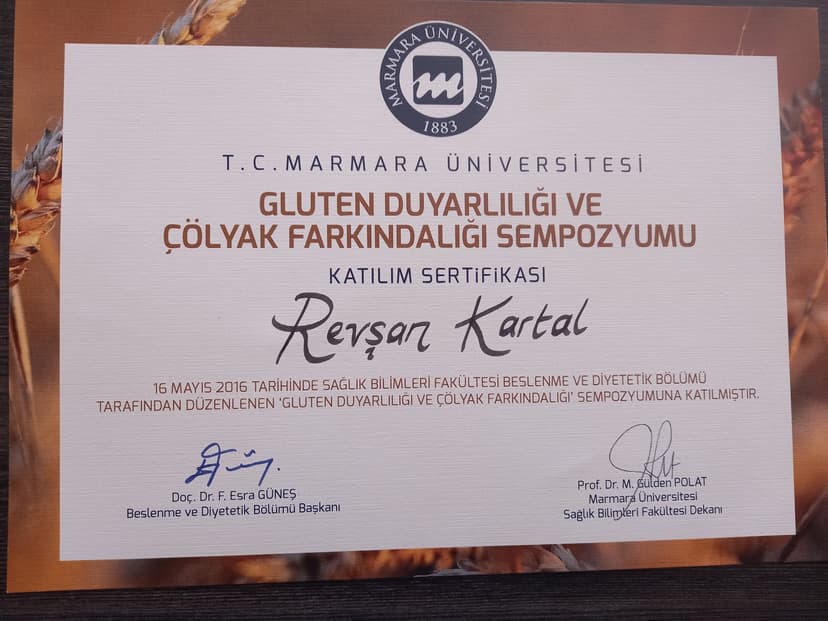 MARMARA ÜNİVERSİTESİ
m
1883
T.C. MARMARA ÜNİVERSİTESİ
GLUTEN DUYARLILIĞI VE
ÇÖLYAK FARKINDALIĞI SEMPOZYUMU
KATILIM SERTİFİKASI
Revşan Kartal
16 MAYIS 2016 TARİHİNDE SAĞLIK BİLİMLERİ FAKÜLTESİ BESLENME VE DİYETETİK BÖLÜMÜ
TARAFINDAN DÜZENLENEN ‘GLUTEN DUYARLILIĞI VE ÇÖLYAK FARKINDALIĞI’ SEMPOZYUMUNA KATILMIŞTIR.
Doç. Dr. F. Esra GÜNEŞ
Beslenme ve Diyetetik Bölümü Başkanı
Prof. Dr. M. Gülden POLAT
Marmara Üniversitesi
Sağlık Bilimleri Fakültesi Dekanı